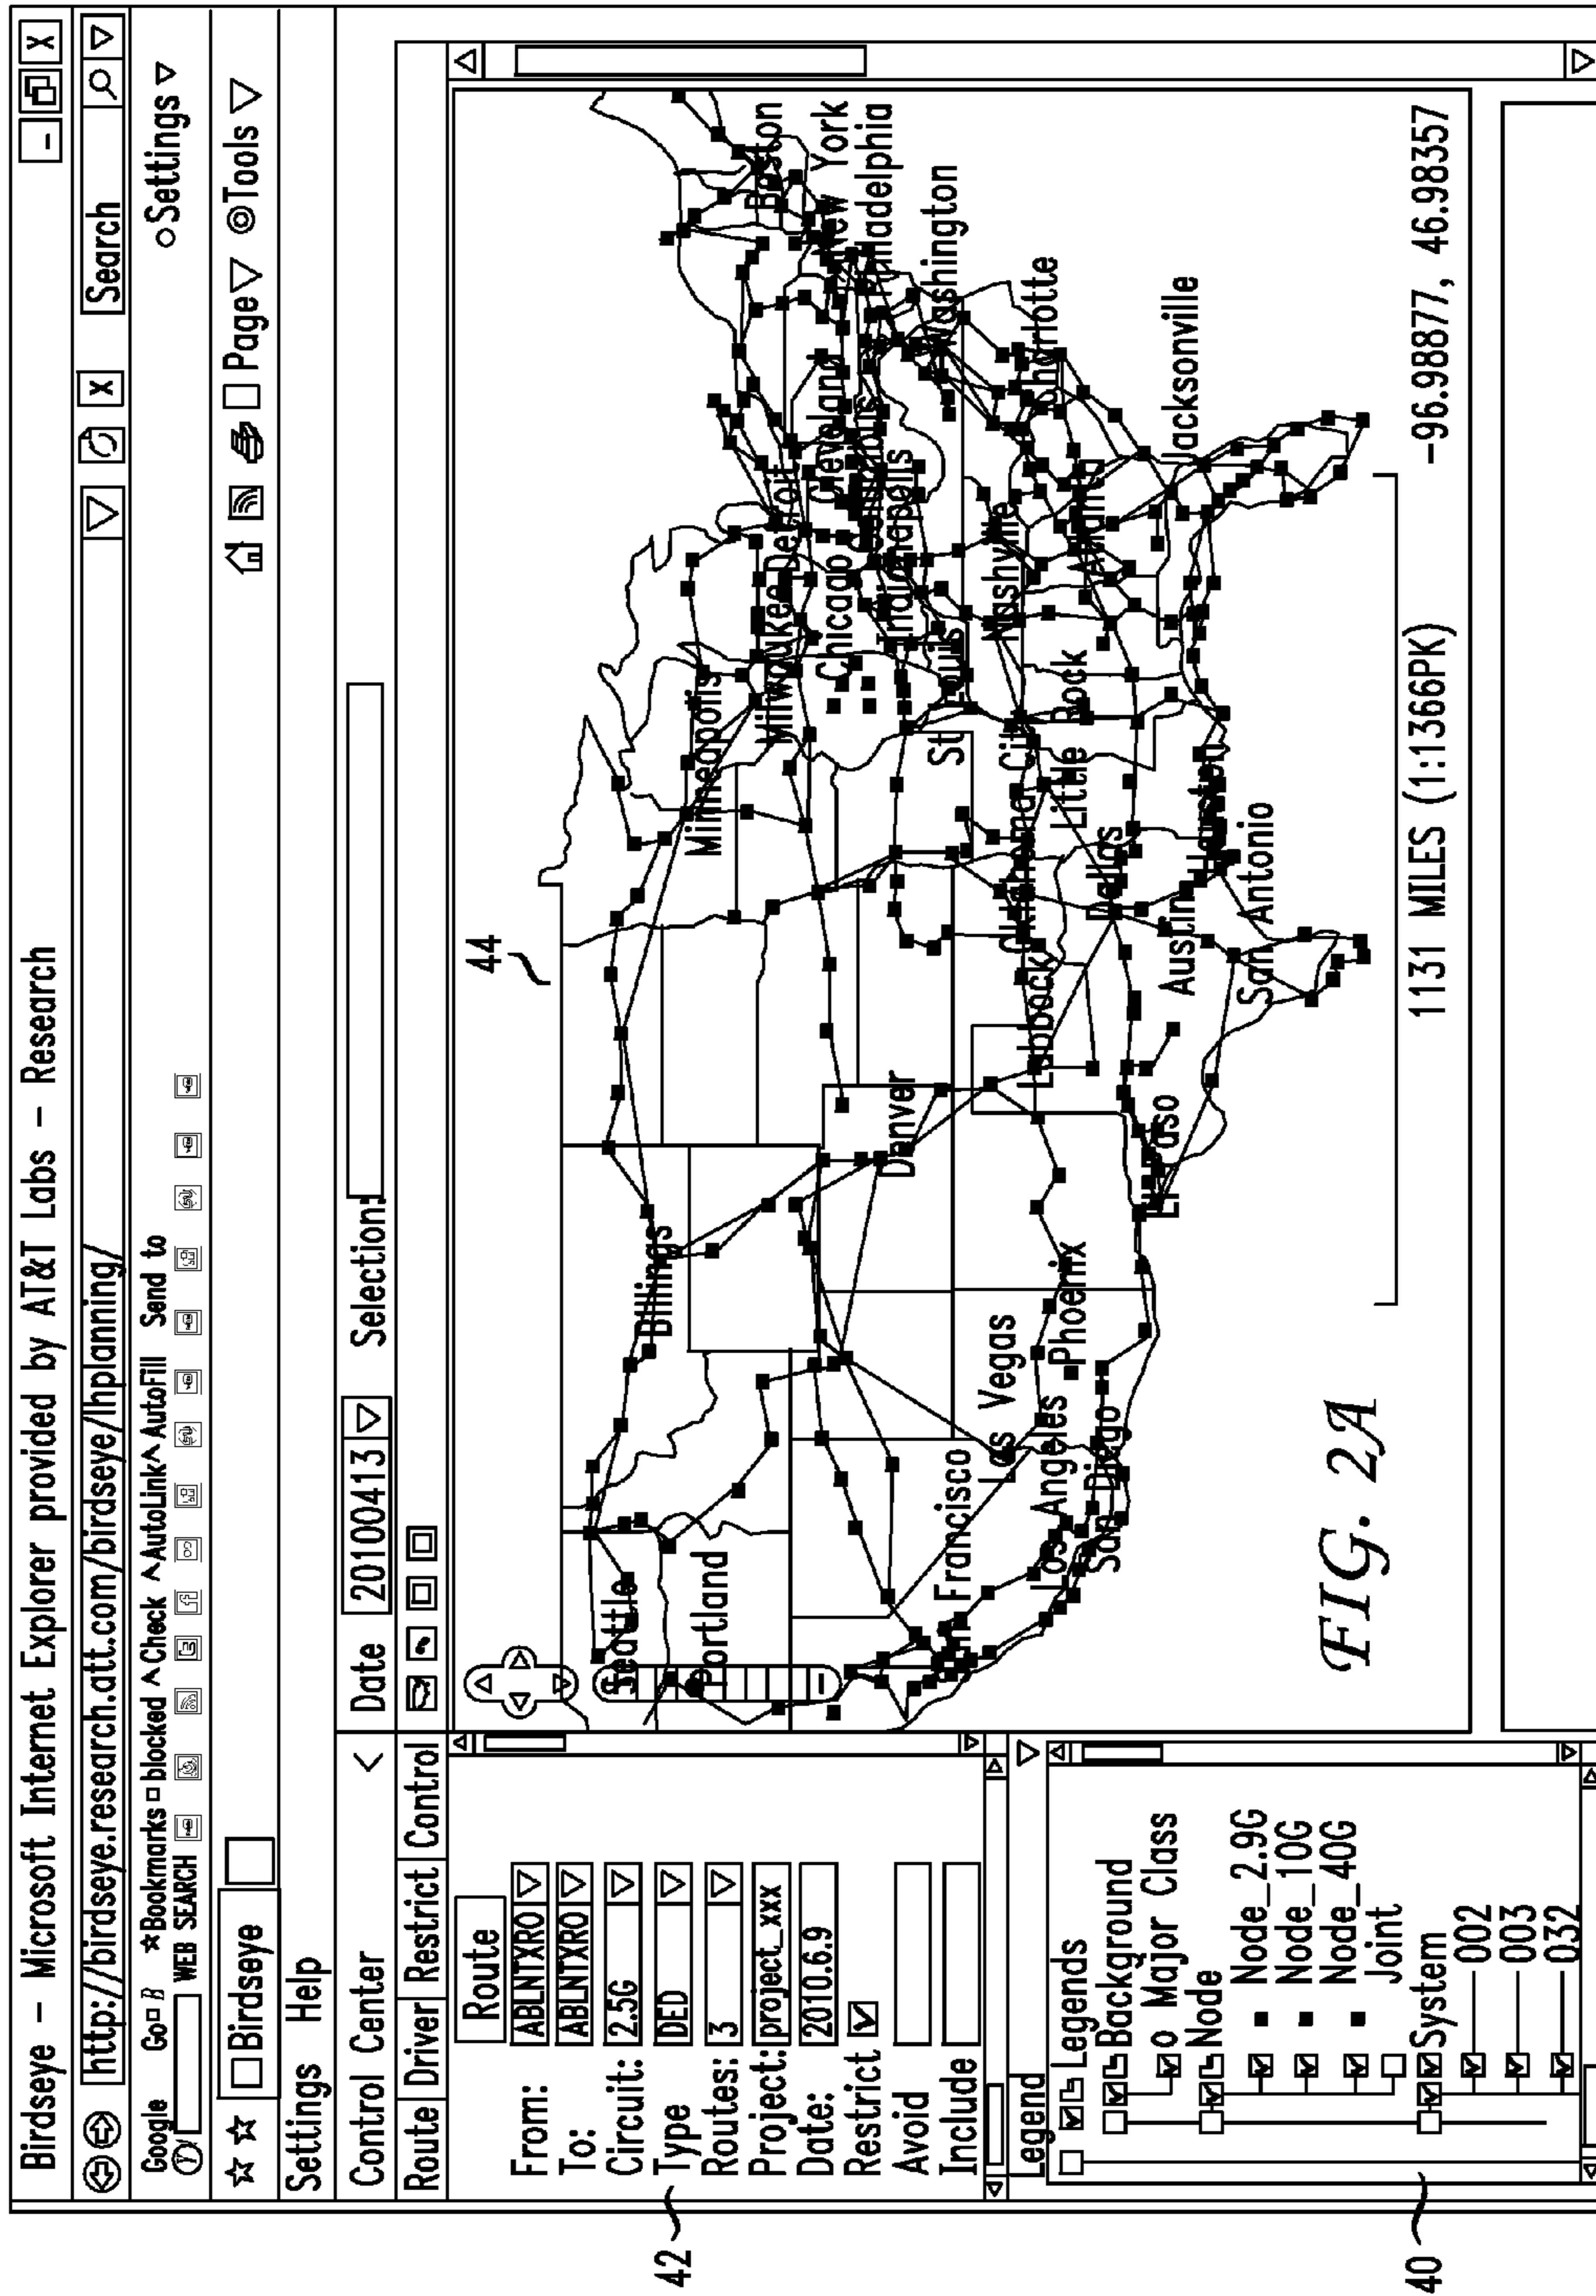 Birdseye – Microsoft Internet Explorer provided by AT&T Labs – Research
http://birdseye.research.att.com/birdseye/lhplanning/
Search
Google Go B Bookmarks blocked Check AutoLink AutoFill Send to
Settings
WEB SEARCH
Birdseye
Page Tools
Settings Help
Control Center <
Date 20100413 Selection:
Route Driver Restrict Control
Route
From: ABLNTXRO
To: ABLNTXRO
Circuit: 2.5G
Type DED
Routes: 3
Project: project_xxx
Date: 2010.6.9
Restrict
Avoid
Include
Legend
Legends
Background
o Major Class
Node
Node_2.9G
Node_10G
Node_40G
Joint
System
002
003
032
42
40
44
Seattle
Portland
Billings
Minneapolis
Milwaukee
Detroit
Boston
New York
Philadelphia
Chicago
Cleveland
Columbus
Indianapolis
Washington
Denver
St Louis
San Francisco
Las Vegas
Nashville
Charlotte
Oklahoma City
Lubbock
Los Angeles
Phoenix
Little Rock
Atlanta
San Diego
Dallas
El Paso
Austin
Houston
Jacksonville
San Antonio
-96.98877, 46.98357
1131 MILES (1:1366PK)
FIG. 2A